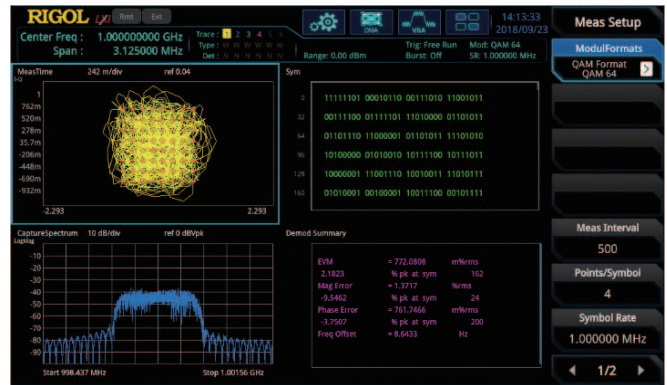 RIGOL LXI Rmt Ext
14:13:33
2018/09/23
Center Freq : 1.000000000 GHz
Span : 3.125000 MHz
Trace : 1 2 3 4 5 6
Type : W W W W W W
Det : N N N N N N
DMA
VSA
Range: 0.00 dBm
Trig: Free Run Mod: QAM 64
Burst: Off SR: 1.000000 MHz
Meas Setup
ModulFormats
QAM Format
QAM 64
Meas Interval
500
Points/Symbol
4
Symbol Rate
1.000000 MHz
1/2
MeasTime 242 m/div ref 0.04
I-Q
1
762m
520m
278m
35.7m
-206m
-448m
-690m
-932m
-2.293 2.293
Sym
0 11111101 00010110 00111010 11001011
32 00111100 01111101 11010000 01101011
64 01101110 11000001 01101011 11101010
96 10100000 01010010 10111100 10111011
128 10000001 11001110 10010011 11010111
160 01010001 00100001 10011100 00101111
CaptureSpectrum 10 dB/div ref 0 dBVpk
LogMag
-10
-20
-30
-40
-50
-60
-70
-80
-90
Start 998.437 MHz Stop 1.00156 GHz
Demod Summary
EVM = 772.0808 m%rms
2.1823 % pk at sym 162
Mag Error = 1.3717 %rms
-9.5462 % pk at sym 24
Phase Error = 761.7466 m%rms
-3.7507 % pk at sym 200
Freq Offset = 8.6433 Hz